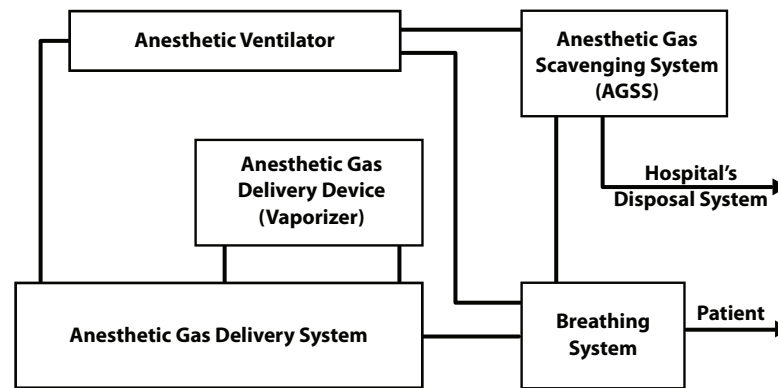 Anesthetic Ventilator
Anesthetic Gas
Scavenging System
(AGSS)
Anesthetic Gas
Delivery Device
(Vaporizer)
Hospital's
Disposal System
Anesthetic Gas Delivery System
Breathing
System
Patient